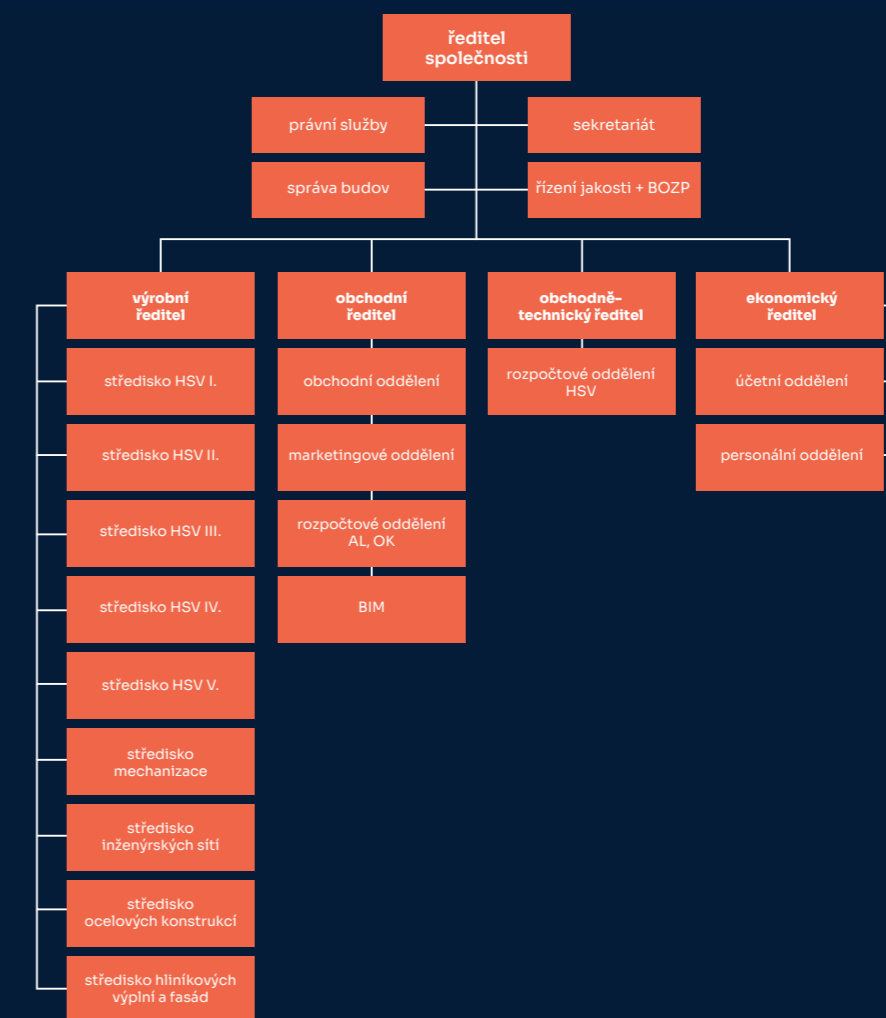 ředitel
společnosti
právní služby
sekretariát
správa budov
řízení jakosti + BOZP
výrobní
ředitel
obchodní
ředitel
obchodně-
technický ředitel
ekonomický
ředitel
středisko HSV I.
obchodní oddělení
rozpočtové oddělení
HSV
účetní oddělení
středisko HSV II.
marketingové oddělení
personální oddělení
středisko HSV III.
rozpočtové oddělení
AL, OK
středisko HSV IV.
BIM
středisko HSV V.
středisko
mechanizace
středisko
inženýrských sítí
středisko
ocelových konstrukcí
středisko hliníkových
výplní a fasád